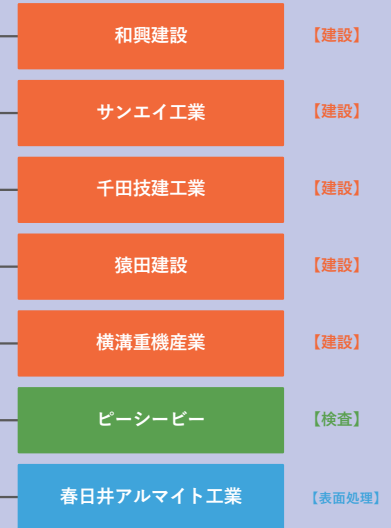 和興建設 【建設】
サンエイ工業 【建設】
千田技建工業 【建設】
猿田建設 【建設】
横溝重機産業 【建設】
ピーシービー 【検査】
春日井アルマイト工業 【表面処理】